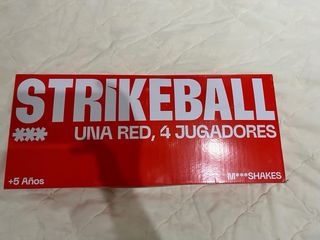 STRIKEBALL
*** UNA RED, 4 JUGADORES
+5 Años
M***SHAKES